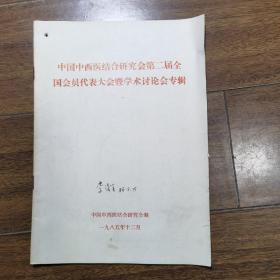 中国中西医结合研究会第二届全
国会员代表大会暨学术讨论会专辑
中国中西医结合研究会编
一九八五年十二月